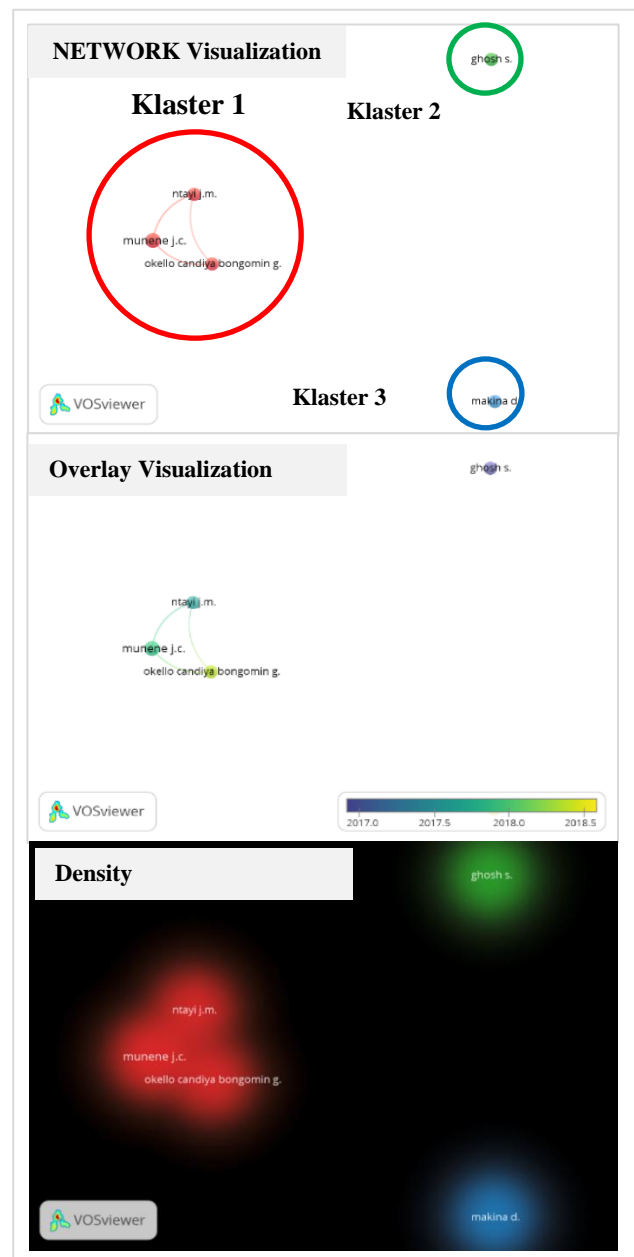 NETWORK Visualization
ghosh s.
Klaster 1
Klaster 2
ntayi j.m.
munene j.c.
okello candiya bongomin g.
Klaster 3
makina d.
VOSviewer
Overlay Visualization
ghosh s.
ntayi j.m.
munene j.c.
okello candiya bongomin g.
VOSviewer
2017.0 2017.5 2018.0 2018.5
Density
ghosh s.
ntayi j.m.
munene j.c.
okello candiya bongomin g.
VOSviewer
makina d.